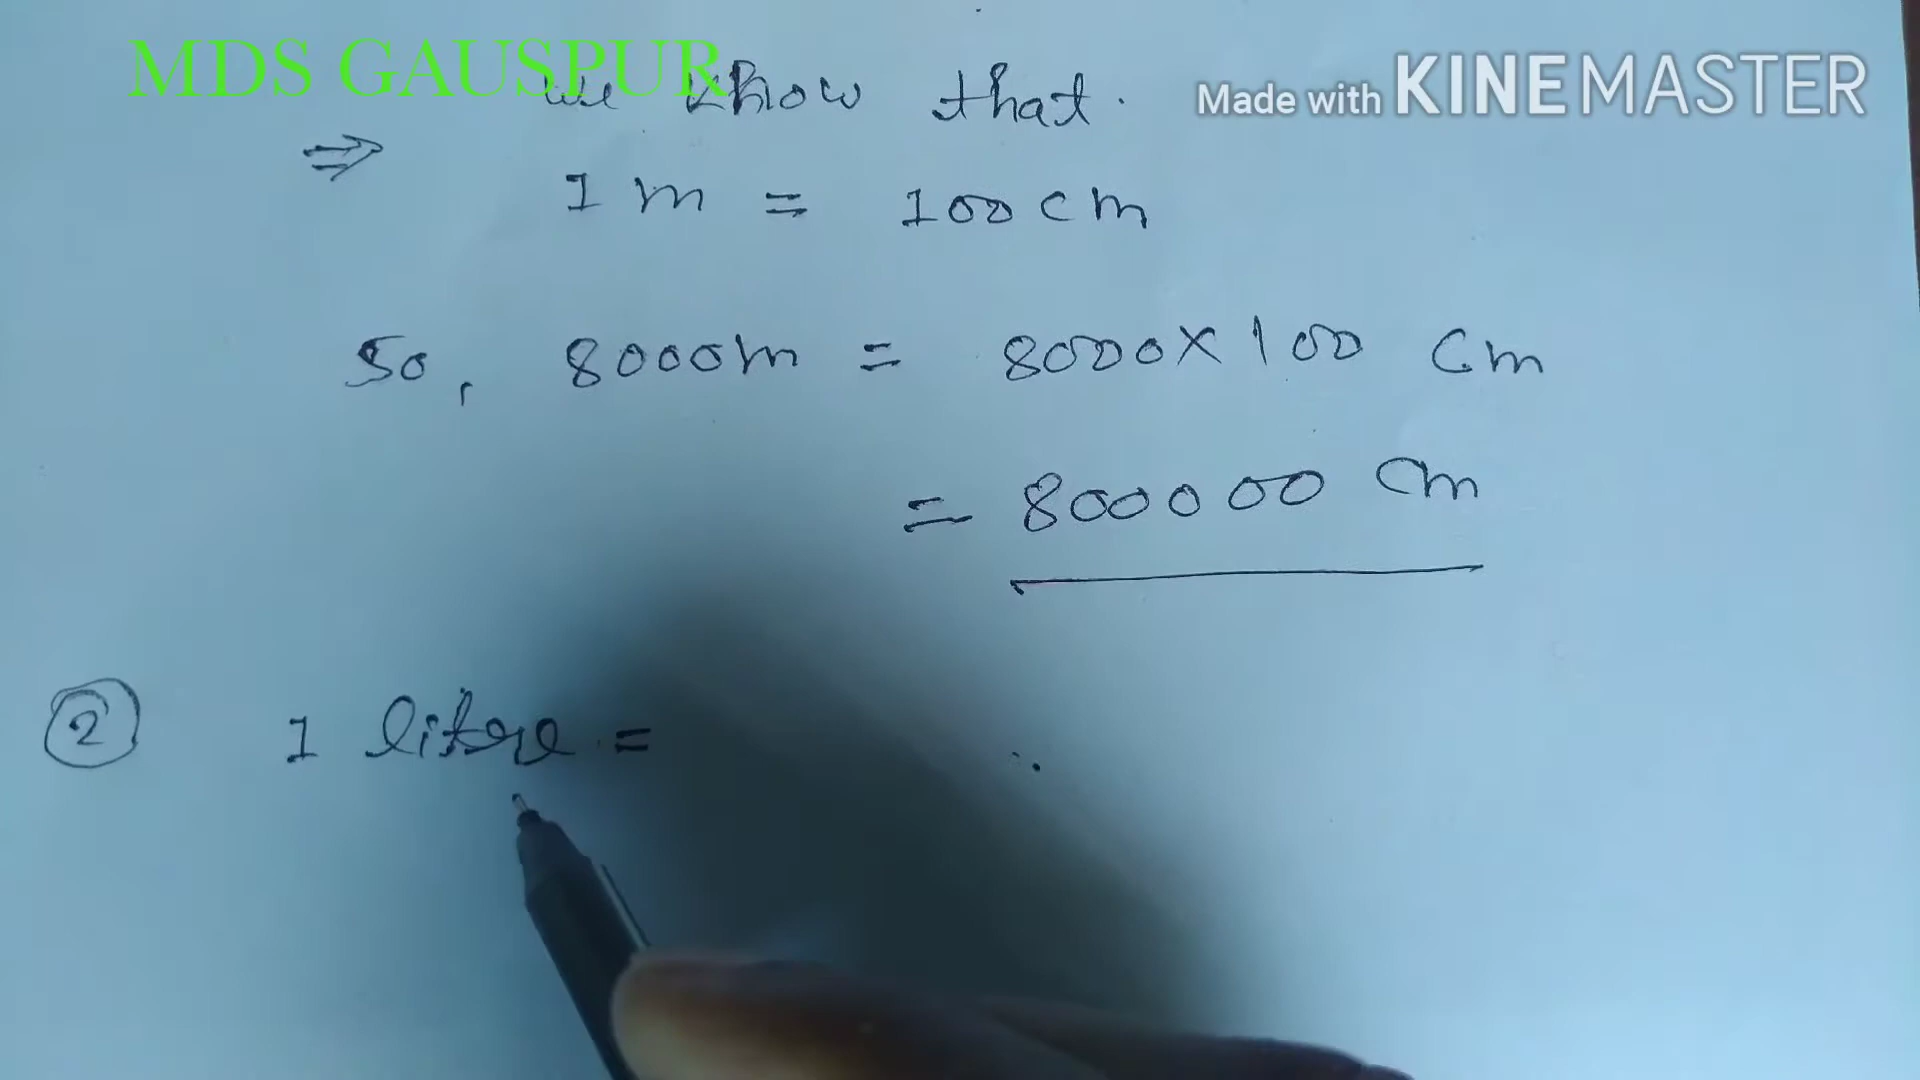 MDS GAUSPUR
Made with KINEMASTER
we know that.
⇒
1 m = 100 cm
So, 8000m = 8000 × 100 cm
= 800000 cm
② 1 litre =